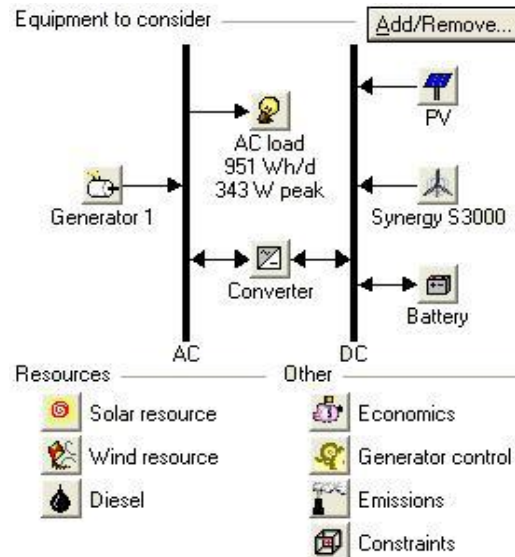 Equipment to consider
Add/Remove...
AC load
951 Wh/d
343 W peak
PV
Generator 1
Synergy S3000
Converter
Battery
AC
DC
Resources
Other
Solar resource
Economics
Wind resource
Generator control
Diesel
Emissions
Constraints